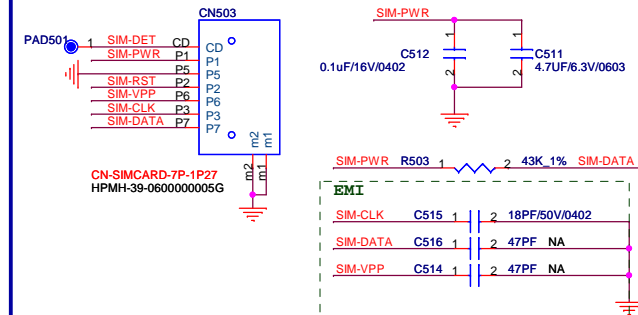 CN503
PAD501 1 SIM-DET CD CD
SIM-PWR P1 P1
P5 P5
SIM-RST P2 P2
SIM-VPP P6 P6
SIM-CLK P3 P3
SIM-DATA P7 P7
m2 m1
m2 m1
CN-SIMCARD-7P-1P27
HPMH-39-0600000005G
SIM-PWR
1 1
C512 C511
0.1uF/16V/0402 4.7UF/6.3V/0603
2 2
SIM-PWR R503 1 2 43K_1% SIM-DATA
EMI
SIM-CLK C515 1 2 18PF/50V/0402
SIM-DATA C516 1 2 47PF NA
SIM-VPP C514 1 2 47PF NA